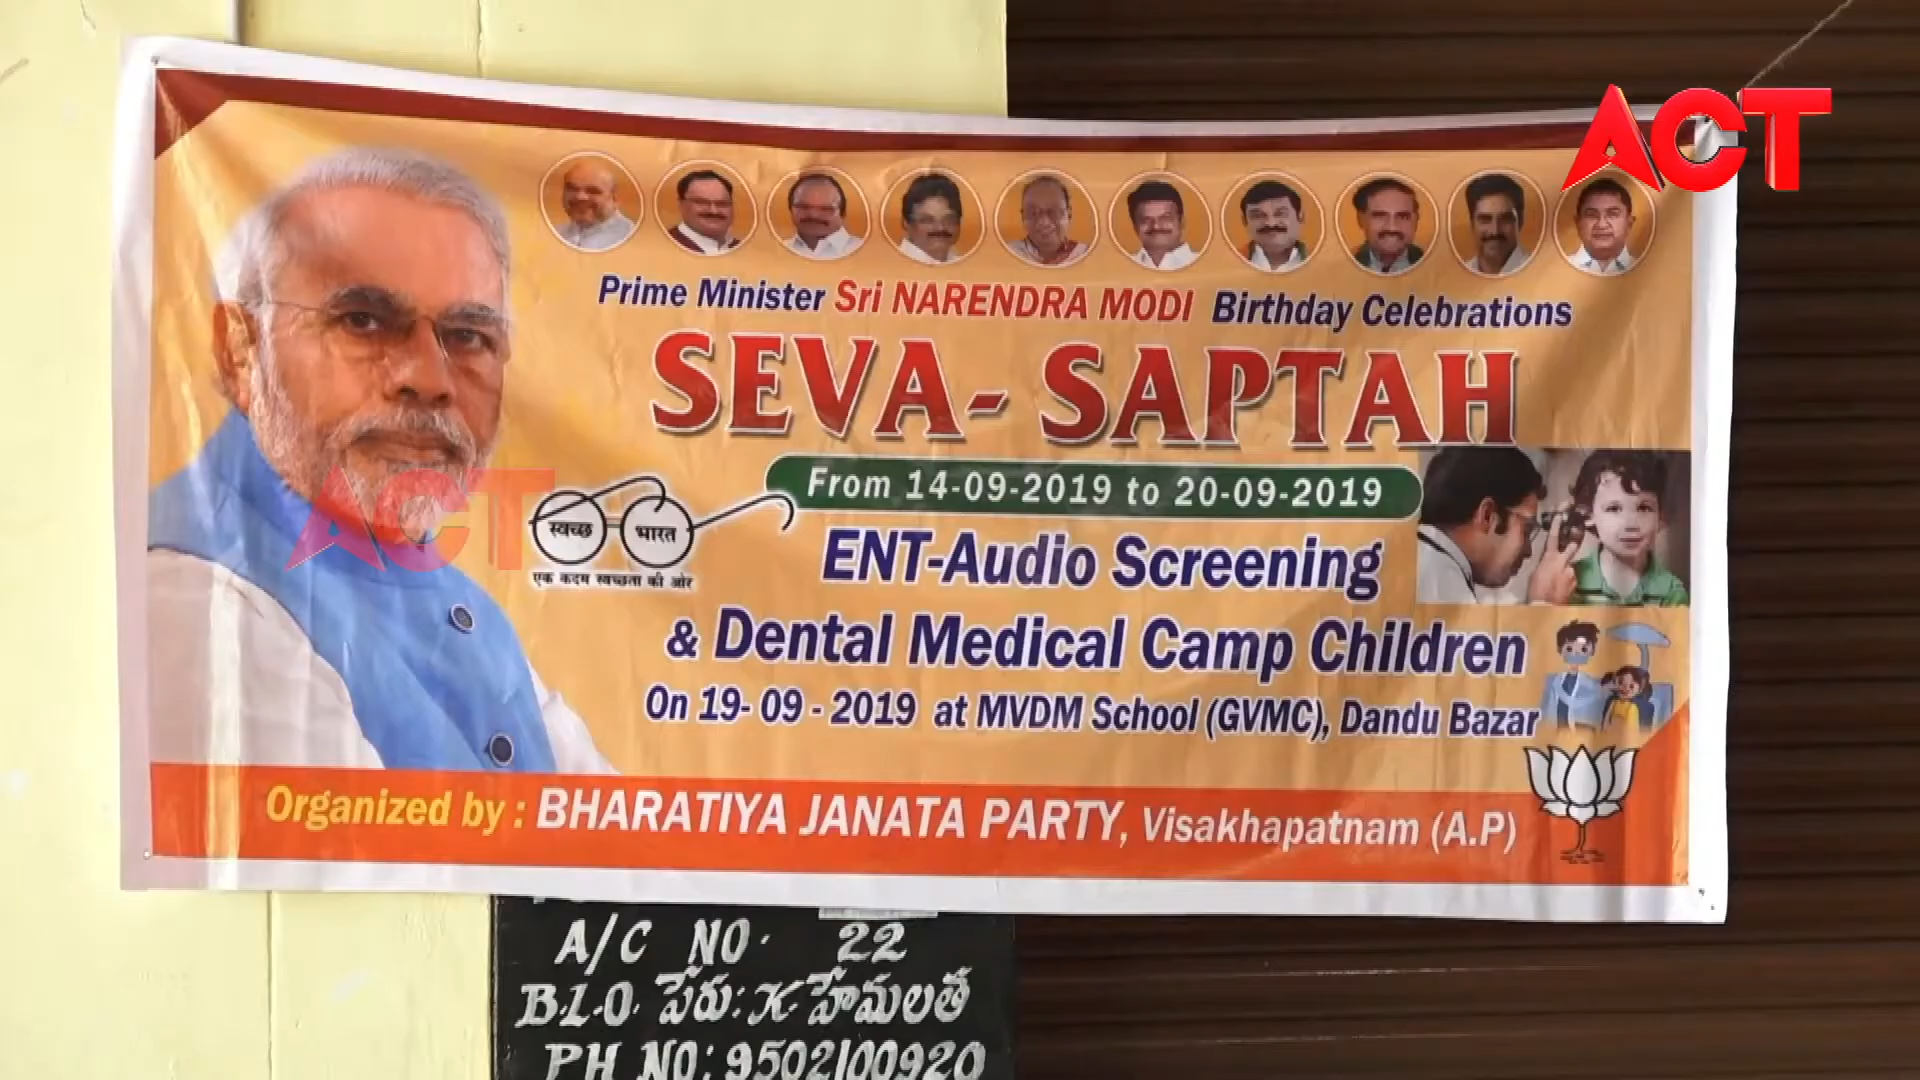 ACT
Prime Minister Sri NARENDRA MODI Birthday Celebrations
SEVA- SAPTAH
From 14-09-2019 to 20-09-2019
स्वच्छ भारत
एक कदम स्वच्छता की ओर
ENT-Audio Screening
& Dental Medical Camp Children
On 19- 09 - 2019 at MVDM School (GVMC), Dandu Bazar
ACT
Organized by : BHARATIYA JANATA PARTY, Visakhapatnam (A.P)
A/C NO. 22
B.L.O. పేరు: K. హేమలత
PH NO: 9502100920